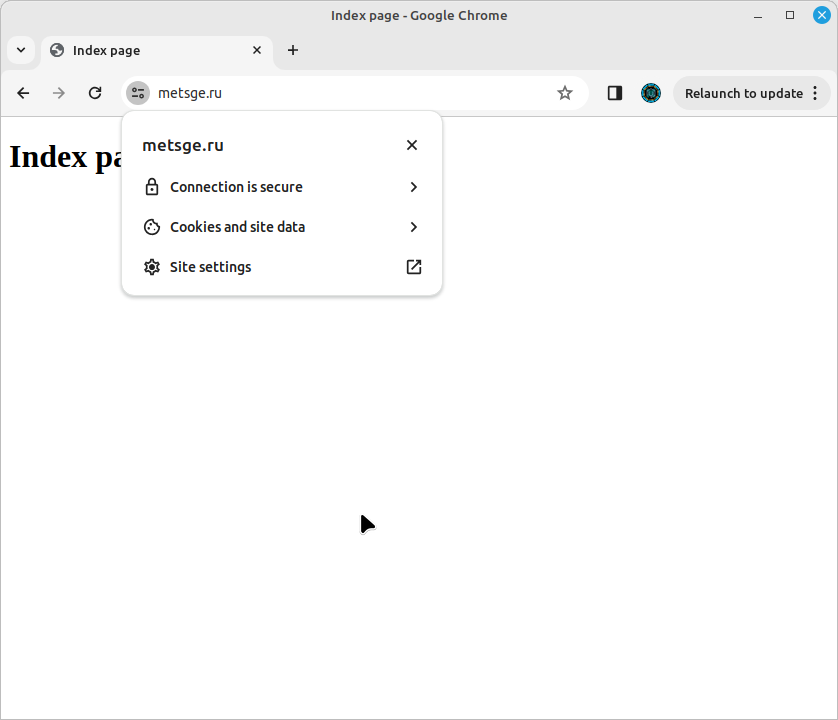 Index page - Google Chrome
Index page
metsge.ru
Relaunch to update
metsge.ru
Index pa
Connection is secure
Cookies and site data
Site settings